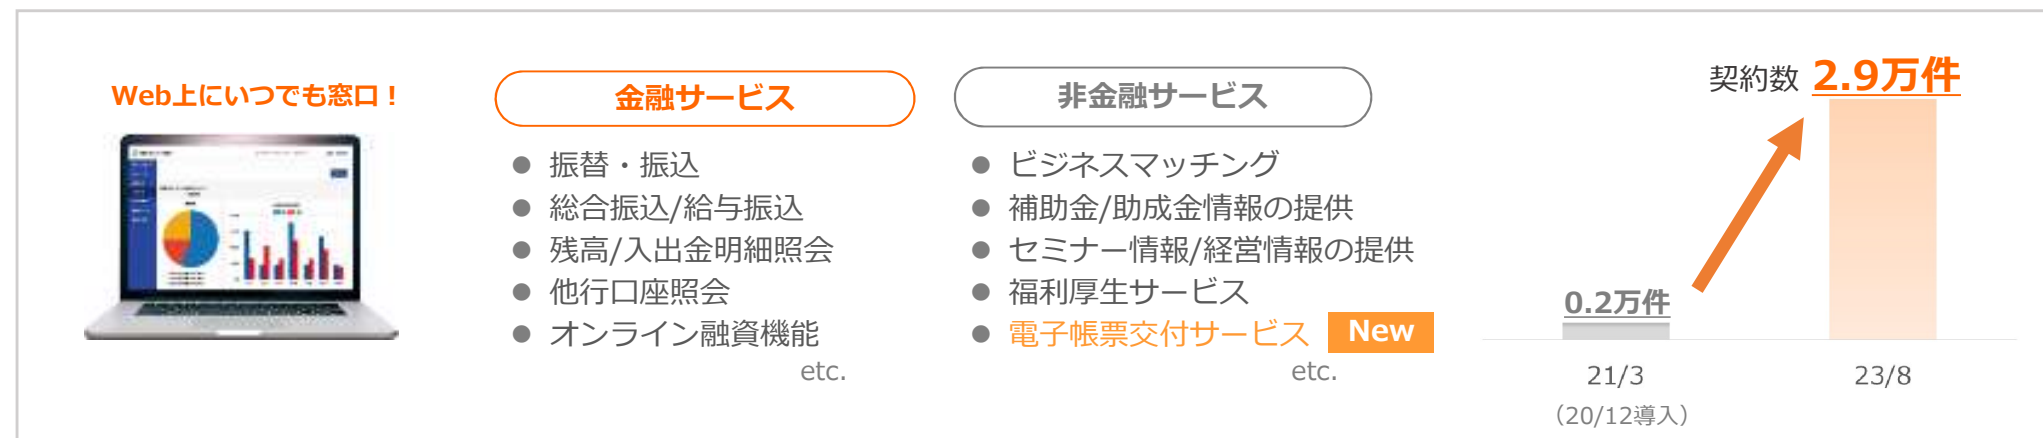 Web上にいつでも窓口！
金融サービス
● 振替・振込
● 総合振込/給与振込
● 残高/入出金明細照会
● 他行口座照会
● オンライン融資機能
etc.
非金融サービス
● ビジネスマッチング
● 補助金/助成金情報の提供
● セミナー情報/経営情報の提供
● 福利厚生サービス
● 電子帳票交付サービス New
etc.
契約数 2.9万件
0.2万件
21/3 23/8
（20/12導入）